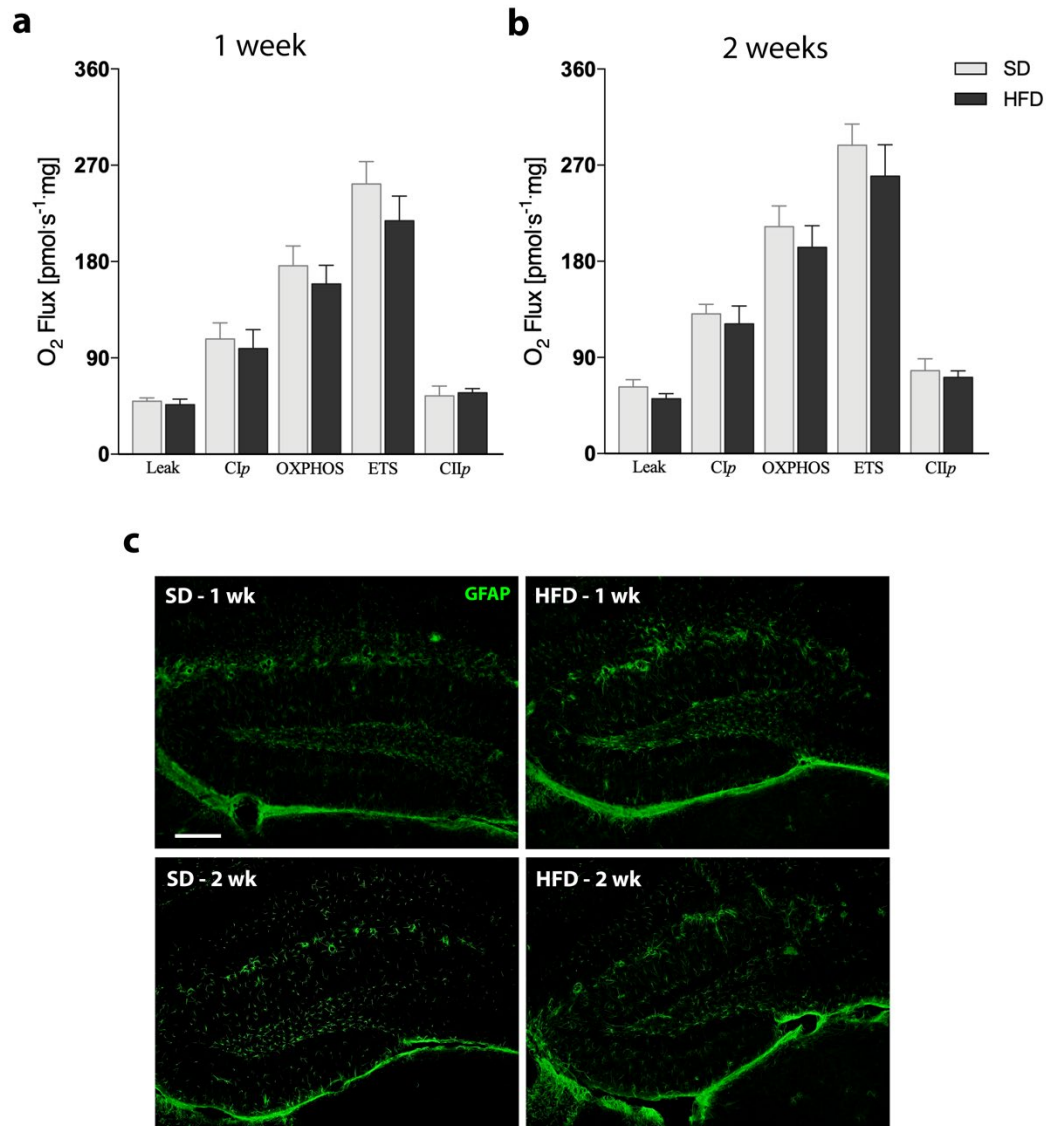 a
1 week
360
270
180
90
0
O₂ Flux [pmol·s⁻¹·mg]
Leak
CIp
OXPHOS
ETS
CIIp
b
2 weeks
SD
HFD
360
270
180
90
0
O₂ Flux [pmol·s⁻¹·mg]
Leak
CIp
OXPHOS
ETS
CIIp
c
SD - 1 wk
GFAP
HFD - 1 wk
SD - 2 wk
HFD - 2 wk